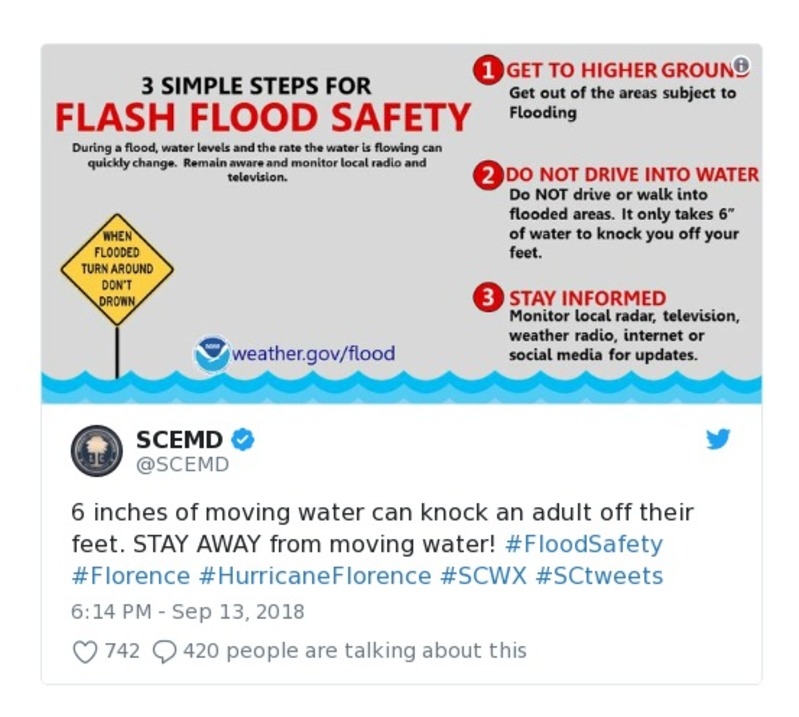 3 SIMPLE STEPS FOR
FLASH FLOOD SAFETY
During a flood, water levels and the rate the water is flowing can
quickly change. Remain aware and monitor local radio and
television.
WHEN
FLOODED
TURN AROUND
DON'T
DROWN
NOAA
weather.gov/flood
1 GET TO HIGHER GROUND
Get out of the areas subject to
Flooding
2 DO NOT DRIVE INTO WATER
Do NOT drive or walk into
flooded areas. It only takes 6”
of water to knock you off your
feet.
3 STAY INFORMED
Monitor local radar, television,
weather radio, internet or
social media for updates.
SCEMD
@SCEMD
6 inches of moving water can knock an adult off their
feet. STAY AWAY from moving water! #FloodSafety
#Florence #HurricaneFlorence #SCWX #SCtweets
6:14 PM - Sep 13, 2018
742 420 people are talking about this